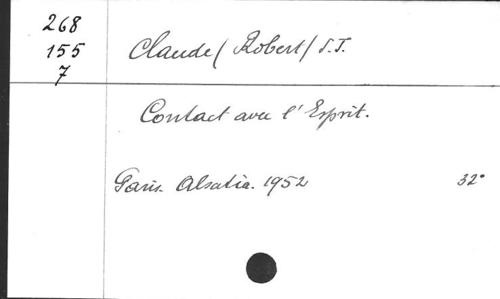 268
155
7
Claude (Robert) S.J.
Contact avec l'Esprit.
Paris. Alsatia. 1952 32°